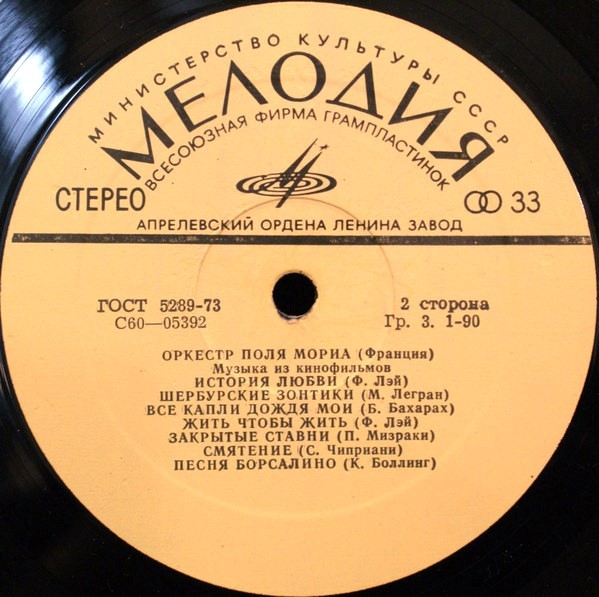 МИНИСТЕРСТВО КУЛЬТУРЫ СССР
МЕЛОДИЯ
ВСЕСОЮЗНАЯ ФИРМА ГРАМПЛАСТИНОК
СТЕРЕО
33
АПРЕЛЕВСКИЙ ОРДЕНА ЛЕНИНА ЗАВОД
ГОСТ 5289-73
2 сторона
С60—05392
Гр. 3. 1-90
ОРКЕСТР ПОЛЯ МОРИА (Франция)
Музыка из кинофильмов
ИСТОРИЯ ЛЮБВИ (Ф. Лэй)
ШЕРБУРСКИЕ ЗОНТИКИ (М. Легран)
ВСЕ КАПЛИ ДОЖДЯ МОИ (Б. Бахарах)
ЖИТЬ ЧТОБЫ ЖИТЬ (Ф. Лэй)
ЗАКРЫТЫЕ СТАВНИ (П. Мизраки)
СМЯТЕНИЕ (С. Чиприани)
ПЕСНЯ БОРСАЛИНО (К. Боллинг)